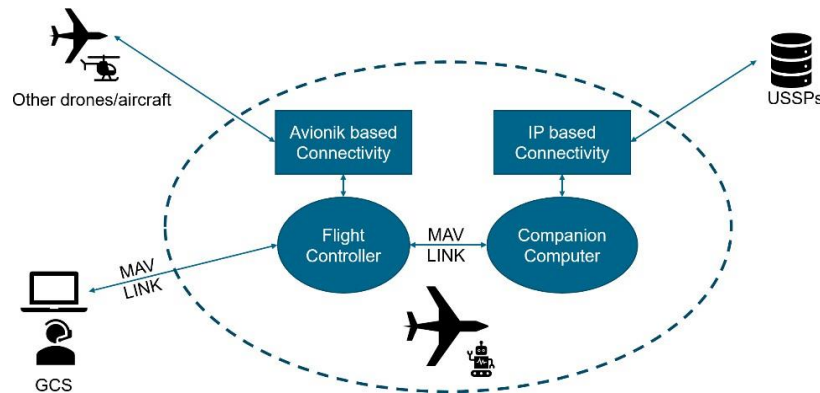 Other drones/aircraft
USSPs
Avionik based
Connectivity
IP based
Connectivity
Flight
Controller
MAV
LINK
Companion
Computer
MAV
LINK
GCS